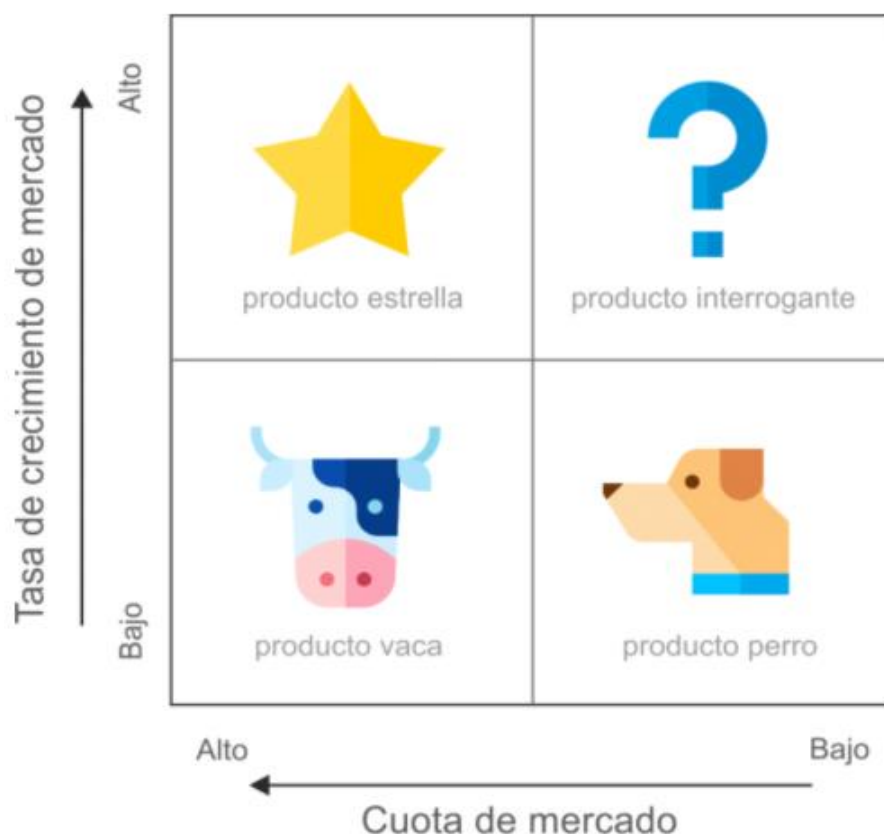 Tasa de crecimiento de mercado
Alto
producto estrella
producto interrogante
Bajo
producto vaca
producto perro
Alto
Bajo
Cuota de mercado